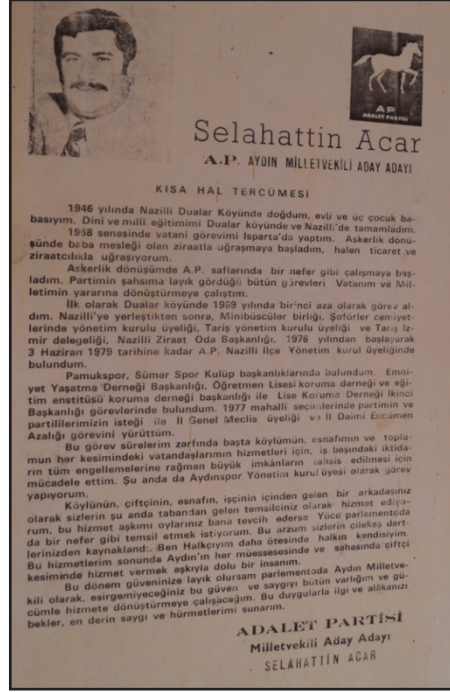 AP
ADALET PARTİSİ
Selahattin Acar
A.P. AYDIN MİLLETVEKİLİ ADAY ADAYI
KISA HAL TERCÜMESİ
1946 yılında Nazilli Dualar Köyünde doğdum, evli ve üç çocuk ba-
basıyım. Dini ve milli eğitimimi Dualar köyünde ve Nazilli'de tamamladım.
1968 senesinde vatani görevimi Isparta'da yaptım. Askerlik dönü-
şünde baba mesleği olan ziraatla uğraşmaya başladım, halen ticaret ve
ziraatcılıkla uğraşıyorum.
Askerlik dönüşümde A.P. saflarında bir nefer gibi çalışmaya baş-
ladım. Partimin şahsıma layık gördüğü bütün görevleri Vatanım ve Mil-
letimin yararına dönüştürmeye çalıştım.
İlk olarak Dualar köyünde 1969 yılında birinci aza olarak görev al-
dım. Nazilli'ye yerleştikten sonra, Minibüscüler birliği, Şoförler cemiyet-
lerinde yönetim kurulu üyeliği, Tariş yönetim kurulu üyeliği ve Tariş İz-
mir delegeliği, Nazilli Ziraat Oda Başkanlığı, 1976 yılından başlayarak
3 Haziran 1979 tarihine kadar A.P. Nazilli İlçe Yönetim kurul üyeliğinde
bulundum.
Pamukspor, Sümer Spor Kulüp başkanlıklarında bulundum. Emni-
yet Yaşatma Derneği Başkanlığı, Öğretmen Lisesi koruma derneği ve eği-
tim enstitüsü koruma derneği başkanlığı ile Lise Koruma Derneği İkinci
Başkanlığı görevlerinde bulundum. 1977 mahalli seçimlerinde partimin ve
partililerimizin isteği ile İl Genel Meclis üyeliği ve İl Daimi Encümen
Azalığı görevini yürüttüm.
Bu görev sürelerim zarfında başta köylümün, esnafımın ve toplu-
mun her kesimindeki vatandaşlarımın hizmetleri için, iş başındaki iktida-
rın tüm engellemelerine rağmen büyük imkânların tahsis edilmesi için
mücadele ettim. Şu anda da Aydınspor Yönetim kurul üyesi olarak görev
yapıyorum.
Köylünün, çiftçinin, esnafın, işçinin içinden gelen bir arkadaşınız
olarak sizlerin şu anda tabandan gelen temsilciniz olarak hizmet ediyo-
rum, bu hizmet aşkımı oylarınız bana tevcih ederse Yüce parlementoda
da bir nefer gibi temsil etmek istiyorum. Bu arzum sizlerin çilekeş dert-
lerinizden kaynaklandı. Ben Halkçıyım daha ötesinde halkın kendisiyim.
Bu hizmetlerim sonunda Aydın'ın her müessesesinde ve sahasında çiftçi
kesiminde hizmet vermek aşkıyla dolu bir insanım.
Bu dönem güveninize layık olursam parlementoda Aydın Milletve-
kili olarak, esirgemiyeceğiniz bu güven ve saygıyı bütün varlığım ve gü-
cümle hizmete dönüştürmeye çalışacağım. Bu duygularla ilgi ve alâkanızı
bekler, en derin saygı ve hürmetlerimi sunarım.
ADALET PARTİSİ
Milletvekili Aday Adayı
SELAHATTİN ACAR